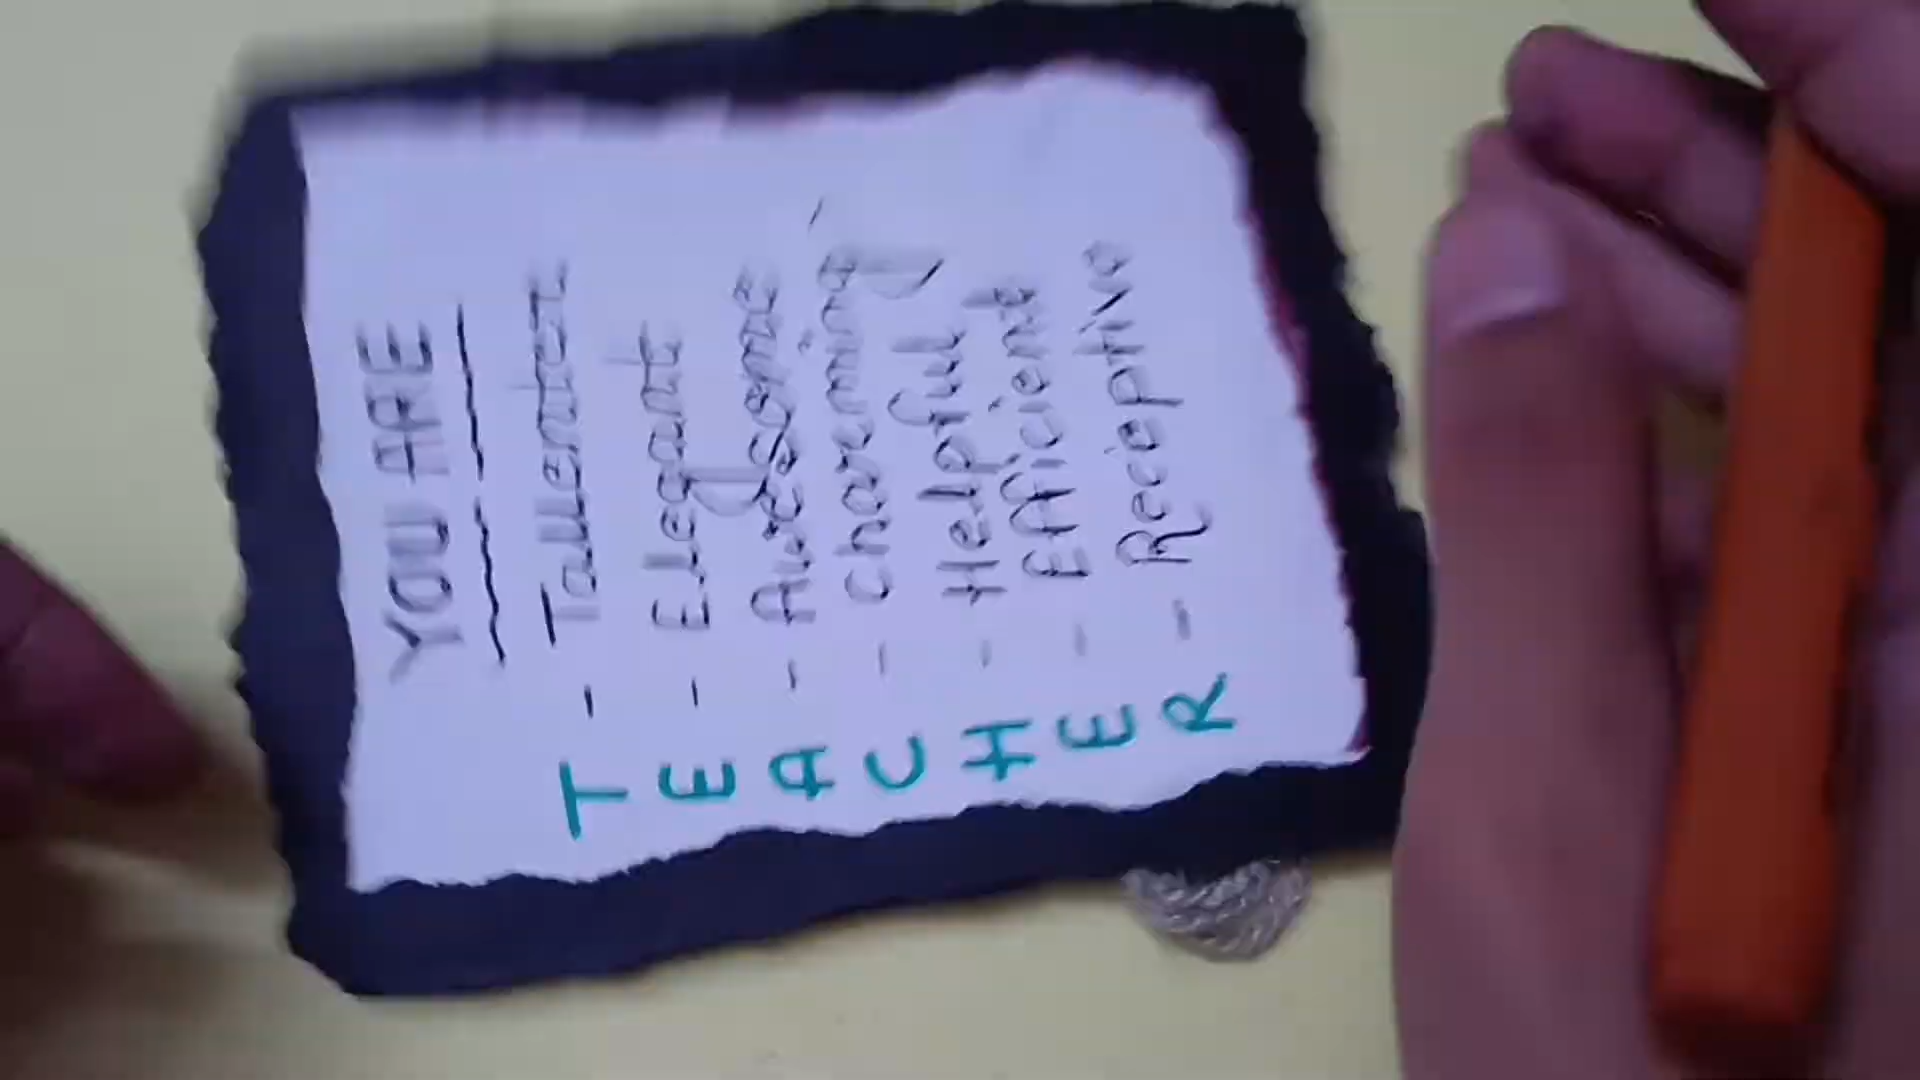 YOU ARE
T - Tallented
E - Elegant
A - Awesome
C - Charming
H - Helpful
E - Efficient
R - Receptive